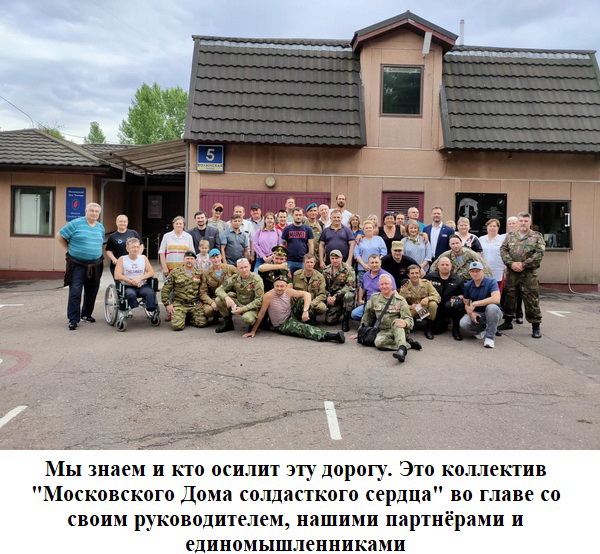 5
Мы знаем и кто осилит эту дорогу. Это коллектив
"Московского Дома солдасткого сердца" во главе со
своим руководителем, нашими партнёрами и
единомышленниками